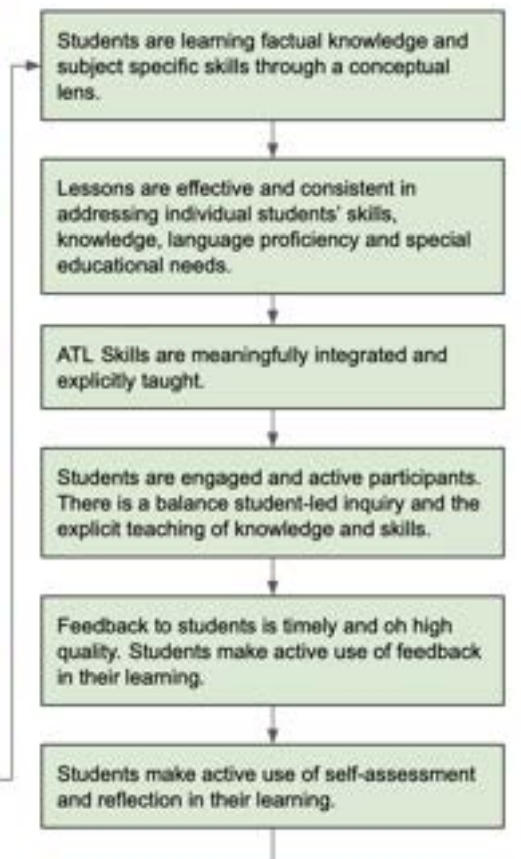 Students are learning factual knowledge and
subject specific skills through a conceptual
lens.
Lessons are effective and consistent in
addressing individual students' skills,
knowledge, language proficiency and special
educational needs.
ATL Skills are meaningfully integrated and
explicitly taught.
Students are engaged and active participants.
There is a balance student-led inquiry and the
explicit teaching of knowledge and skills.
Feedback to students is timely and oh high
quality. Students make active use of feedback
in their learning.
Students make active use of self-assessment
and reflection in their learning.